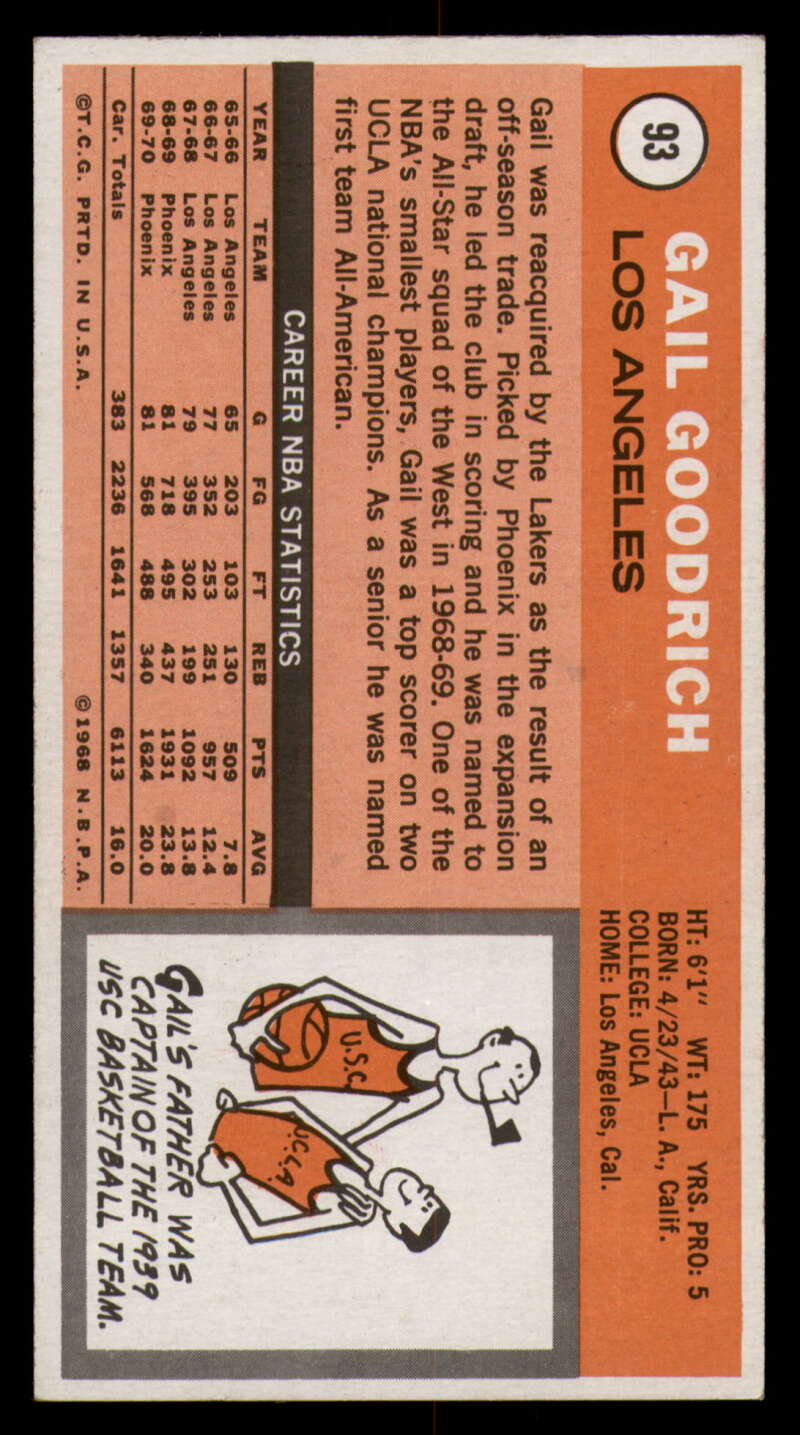 93
GAIL GOODRICH
LOS ANGELES
HT: 6'1" WT: 175 YRS. PRO: 5
BORN: 4/23/43—L. A., Calif.
COLLEGE: UCLA
HOME: Los Angeles, Cal.
Gail was reacquired by the Lakers as the result of an
off-season trade. Picked by Phoenix in the expansion
draft, he led the club in scoring and he was named to
the All-Star squad of the West in 1968-69. One of the
NBA's smallest players, Gail was a top scorer on two
UCLA national champions. As a senior he was named
first team All-American.
CAREER NBA STATISTICS
YEAR TEAM G FG FT REB PTS AVG
65-66 Los Angeles 65 203 103 130 509 7.8
66-67 Los Angeles 77 352 253 251 957 12.4
67-68 Los Angeles 79 395 302 199 1092 13.8
68-69 Phoenix 81 718 495 437 1931 23.8
69-70 Phoenix 81 568 488 340 1624 20.0
Car. Totals 383 2236 1641 1357 6113 16.0
©T.C.G. PRTD. IN U.S.A. ©1968 N.B.P.A.
U.S.C.
U.C.L.A.
GAIL'S FATHER WAS
CAPTAIN OF THE 1939
USC BASKETBALL TEAM.